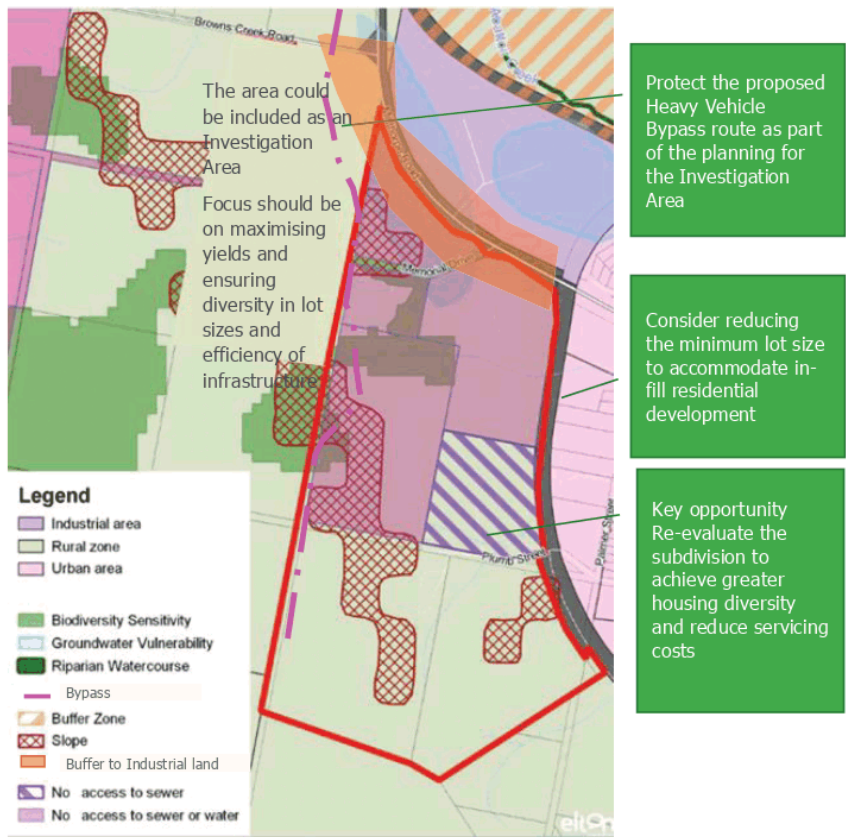 Browns Creek Road
The area could
be included as an
Investigation
Area
Focus should be
on maximising
yields and
ensuring
diversity in lot
sizes and
efficiency of
infrastructure
Memorial Drive
Plumb Street
Palmer Street
Protect the proposed
Heavy Vehicle
Bypass route as part
of the planning for
the Investigation
Area
Consider reducing
the minimum lot size
to accommodate in-
fill residential
development
Key opportunity
Re-evaluate the
subdivision to
achieve greater
housing diversity
and reduce servicing
costs
Legend
Industrial area
Rural zone
Urban area
Biodiversity Sensitivity
Groundwater Vulnerability
Riparian Watercourse
Bypass
Buffer Zone
Slope
Buffer to Industrial land
No access to sewer
No access to sewer or water
elton